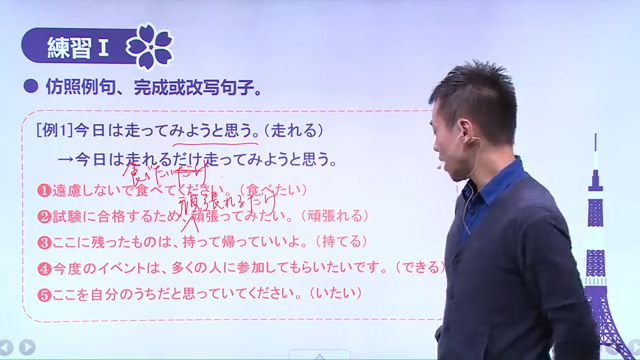 練習Ⅰ
● 仿照例句、完成或改写句子。
[例1]今日は走ってみようと思う。(走れる)
→今日は走れるだけ走ってみようと思う。
食べたいだけ
❶遠慮しないで食べてください。(食べたい)
頑張れるだけ
❷試験に合格するため、頑張ってみたい。(頑張れる)
❸ここに残ったものは、持って帰っていいよ。(持てる)
❹今度のイベントは、多くの人に参加してもらいたいです。(できる)
❺ここを自分のうちだと思っていてください。(いたい)